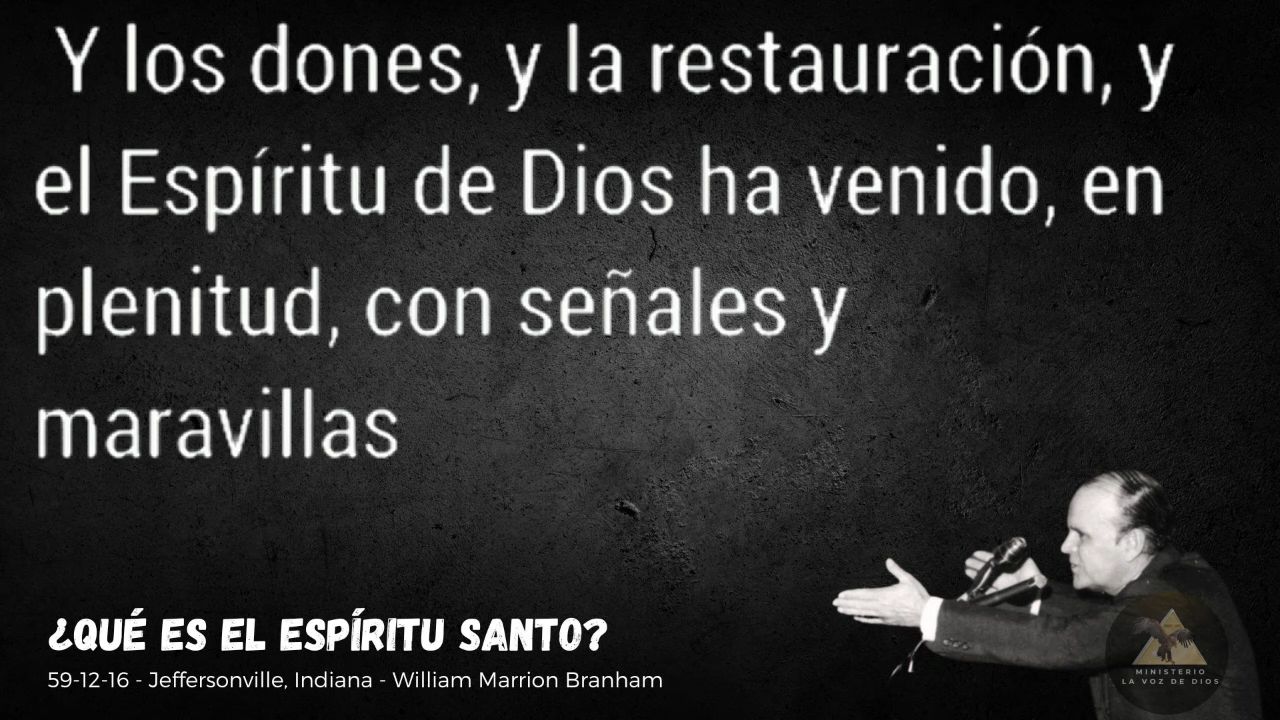 Y los dones, y la restauración, y
el Espíritu de Dios ha venido, en
plenitud, con señales y
maravillas
¿QUÉ ES EL ESPÍRITU SANTO?
59-12-16 - Jeffersonville, Indiana - William Marrion Branham
MINISTERIO
LA VOZ DE DIOS